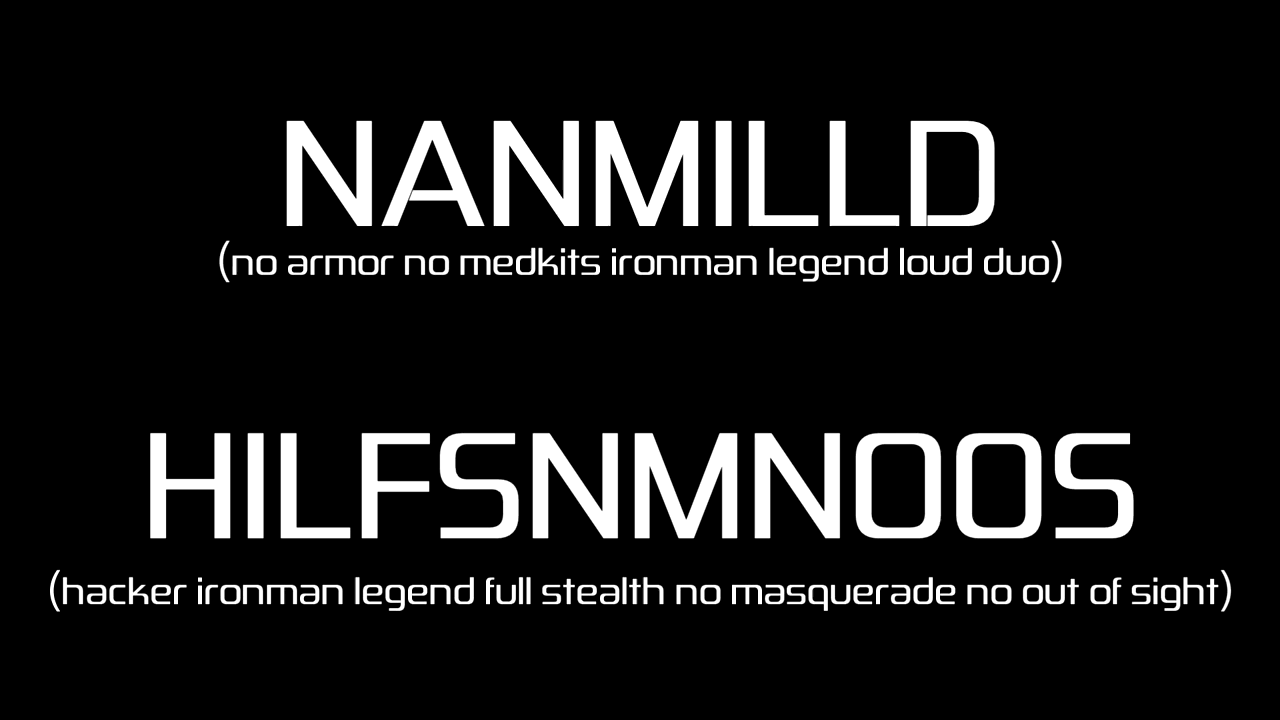 NANMILLD
(no armor no medkits ironman legend loud duo)
HILFSNMNOOS
(hacker ironman legend full stealth no masquerade no out of sight)